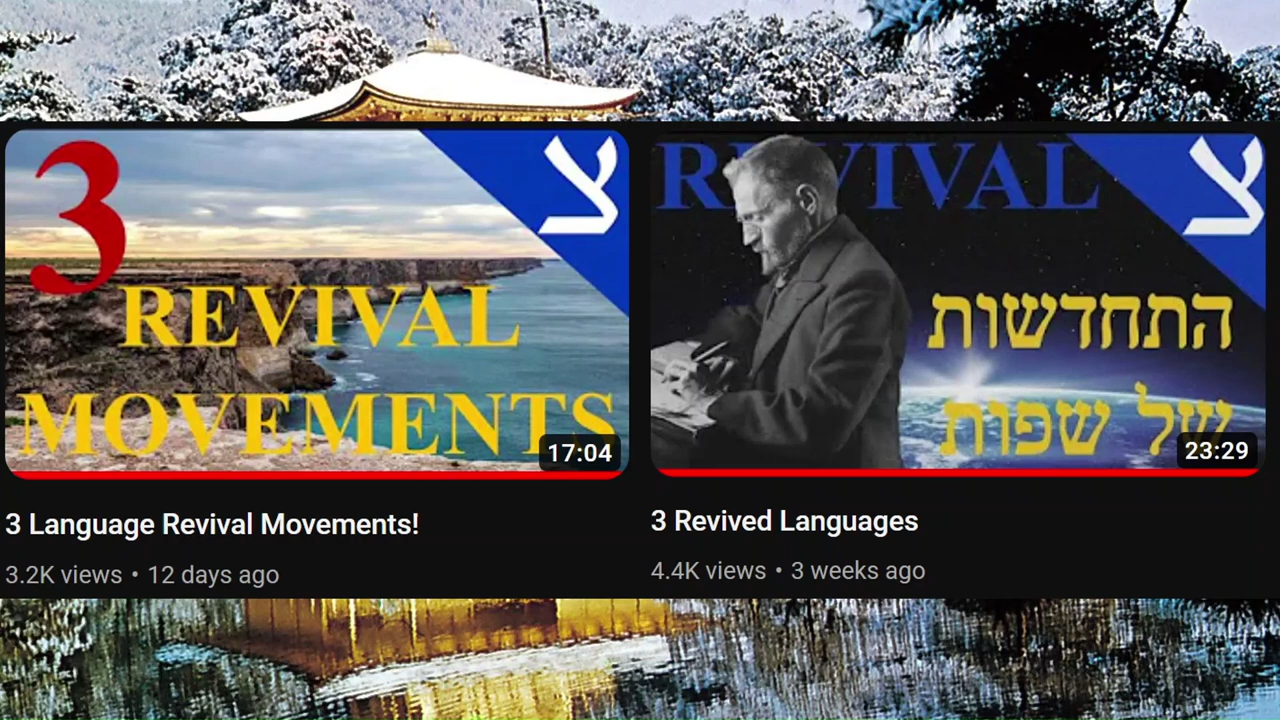 3
REVIVAL
MOVEMENTS
צ
17:04
3 Language Revival Movements!
3.2K views • 12 days ago
REVIVAL
צ
התחדשות
של שפות
23:29
3 Revived Languages
4.4K views • 3 weeks ago